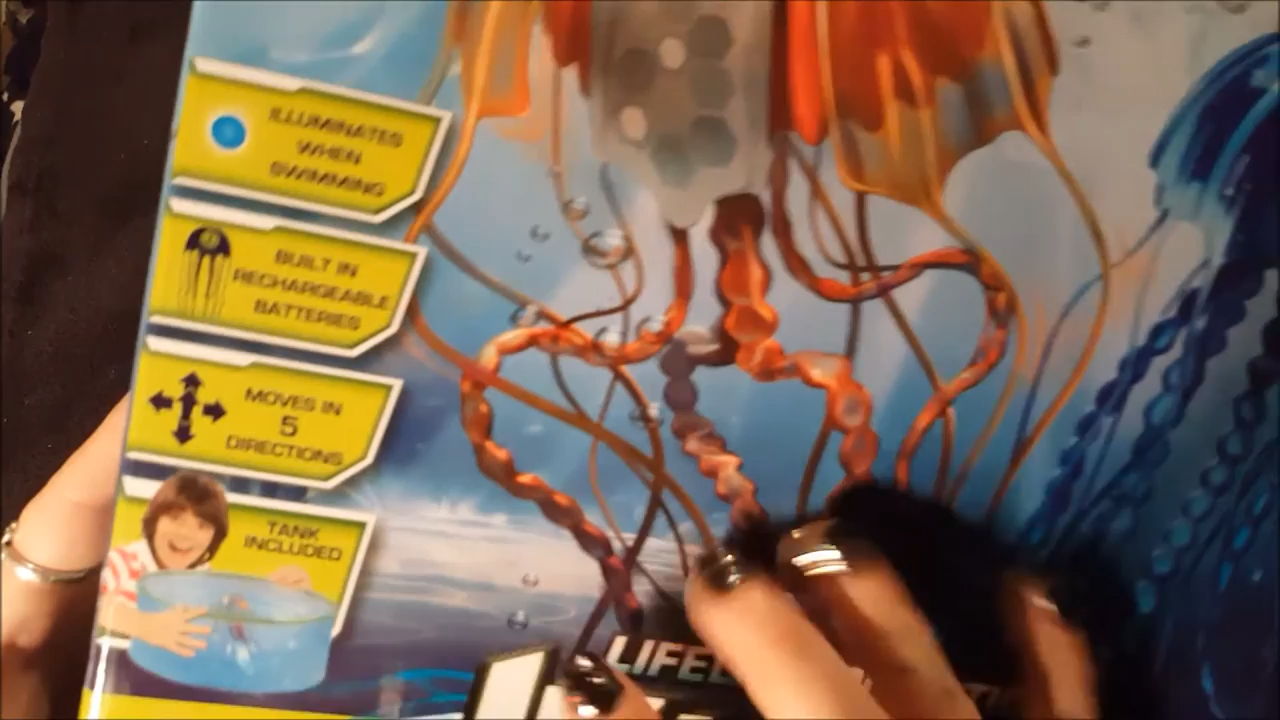 ILLUMINATES
WHEN
SWIMMING
BUILT IN
RECHARGEABLE
BATTERIES
MOVES IN
5
DIRECTIONS
TANK
INCLUDED